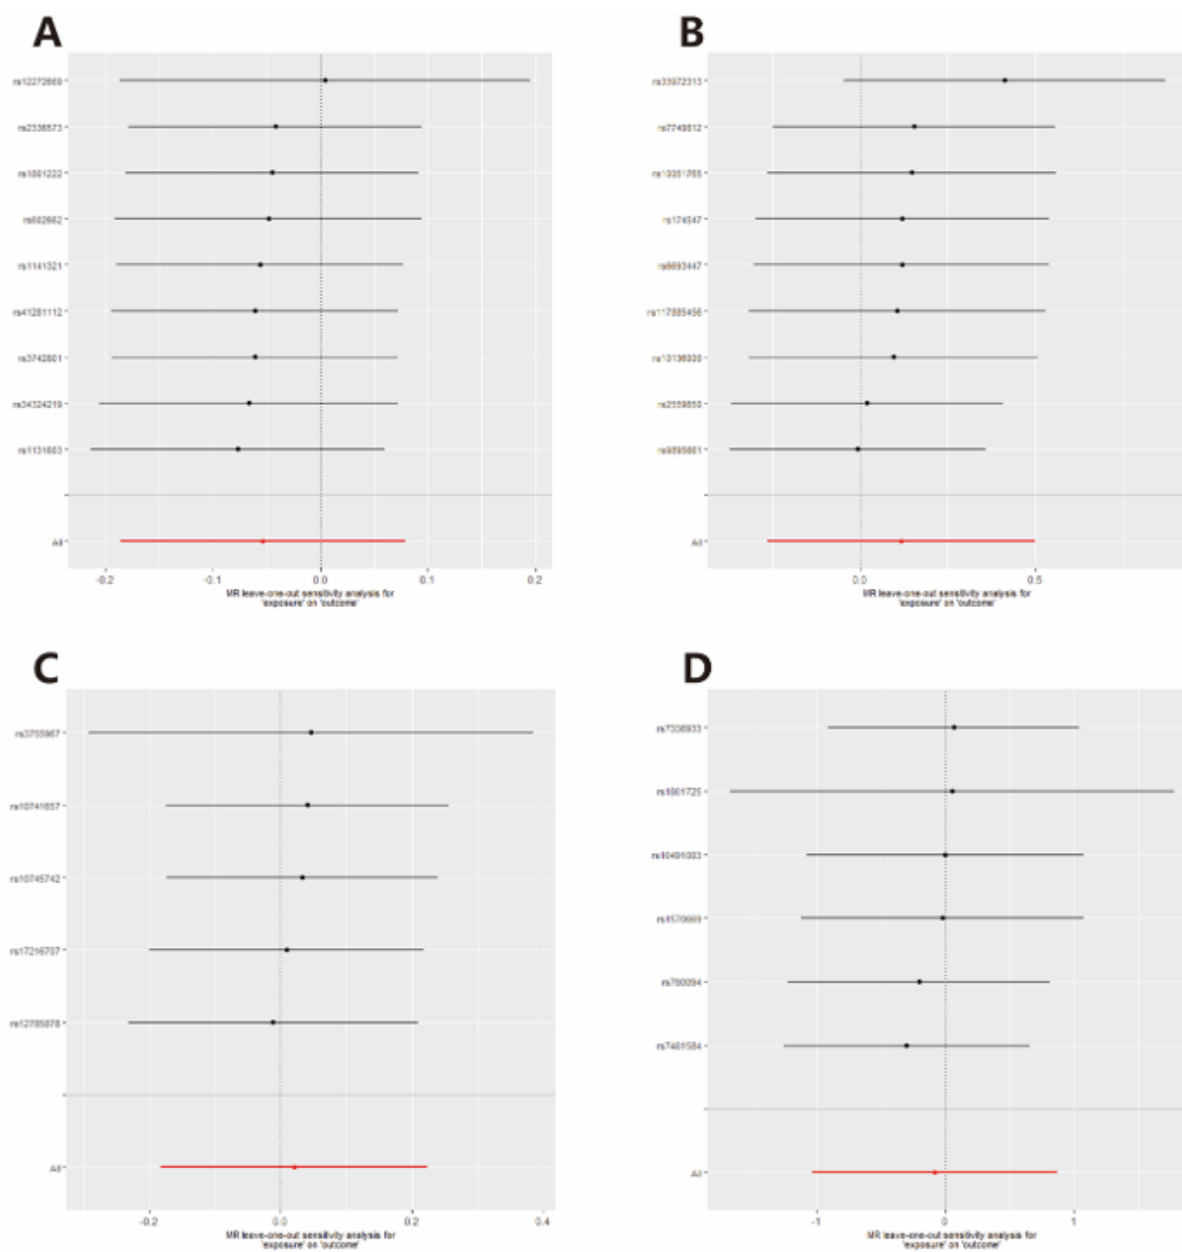 A
rs12272669
rs2336573
rs1801222
rs602662
rs1141321
rs41281112
rs3742801
rs34324219
rs1131603
All
-0.2 -0.1 0.0 0.1 0.2
MR leave-one-out sensitivity analysis for
'exposure' on 'outcome'
B
rs33972313
rs10051765
rs174547
rs6693447
rs117885456
rs10136000
rs2559850
rs9895661
All
0.0 0.5
MR leave-one-out sensitivity analysis for
'exposure' on 'outcome'
C
rs3755967
rs10741657
rs10745742
rs17216707
rs12785878
All
-0.2 0.0 0.2 0.4
MR leave-one-out sensitivity analysis for
'exposure' on 'outcome'
D
rs7336933
rs1801725
rs10491003
rs1570669
rs780094
rs7481584
All
-1 0 1
MR leave-one-out sensitivity analysis for
'exposure' on 'outcome'